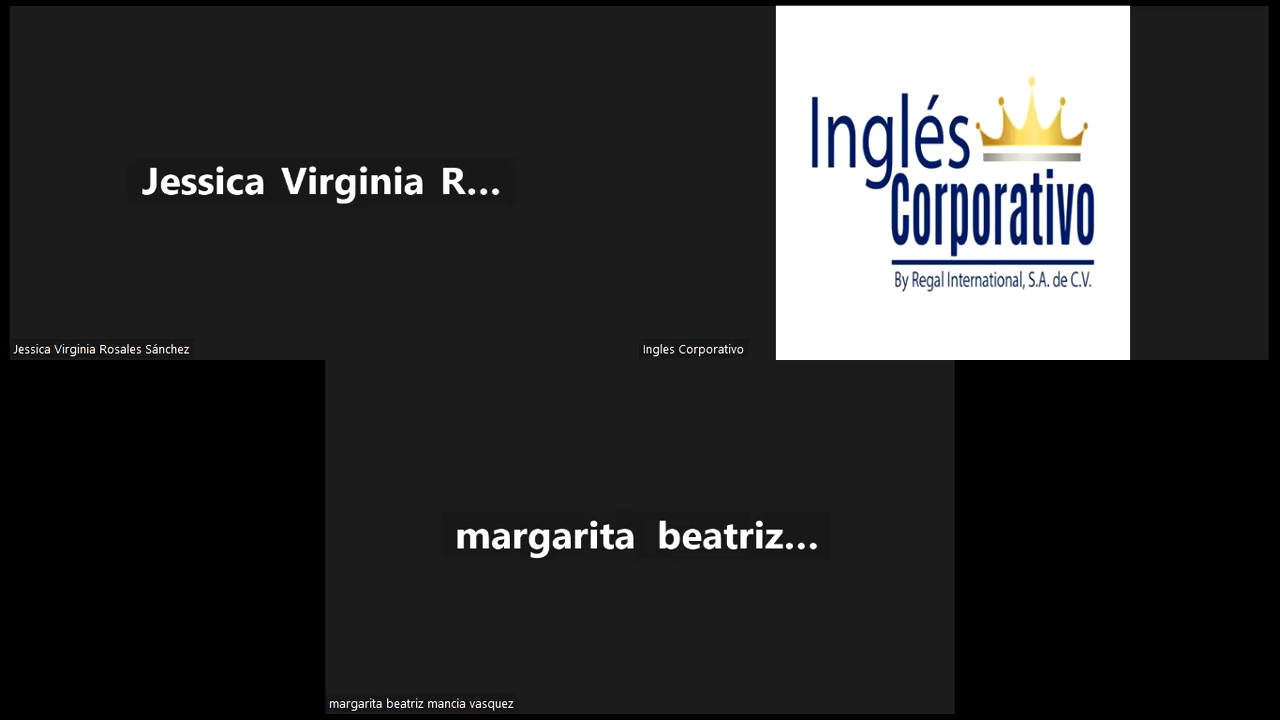 Jessica Virginia R...
Jessica Virginia Rosales Sánchez
Inglés
Corporativo
By Regal International, S.A. de C.V.
Ingles Corporativo
margarita beatriz...
margarita beatriz mancia vasquez